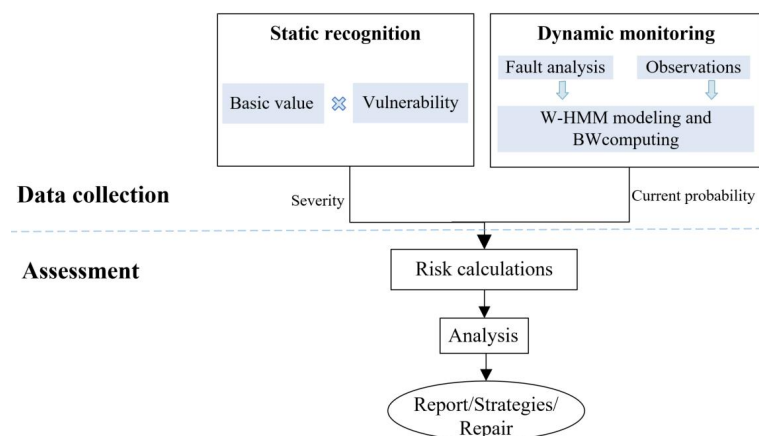 Static recognition
Basic value
Vulnerability
Dynamic monitoring
Fault analysis
Observations
W-HMM modeling and
BWcomputing
Data collection
Severity
Current probability
Assessment
Risk calculations
Analysis
Report/Strategies/
Repair